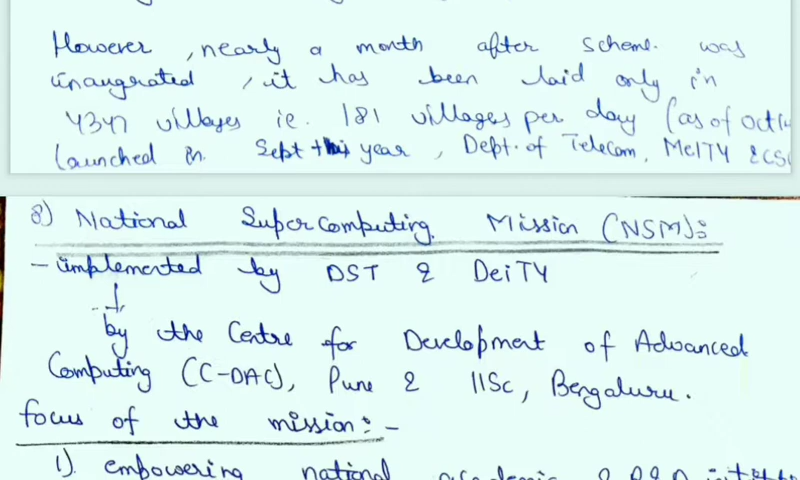 However, nearly a month after scheme was
inaugrated, it has been laid only in
4347 villages ie. 181 villages per day (as of Oct
launched in Sept this year, Dept. of Telecom, MeITY & CS
8) National Supercomputing Mission (NSM):
- implemented by DST & DeiTY
by the Centre for Development of Advanced
Computing (C-DAC), Pune & IISc, Bengaluru.
focus of the mission: -
1). empowering national academic & R&D